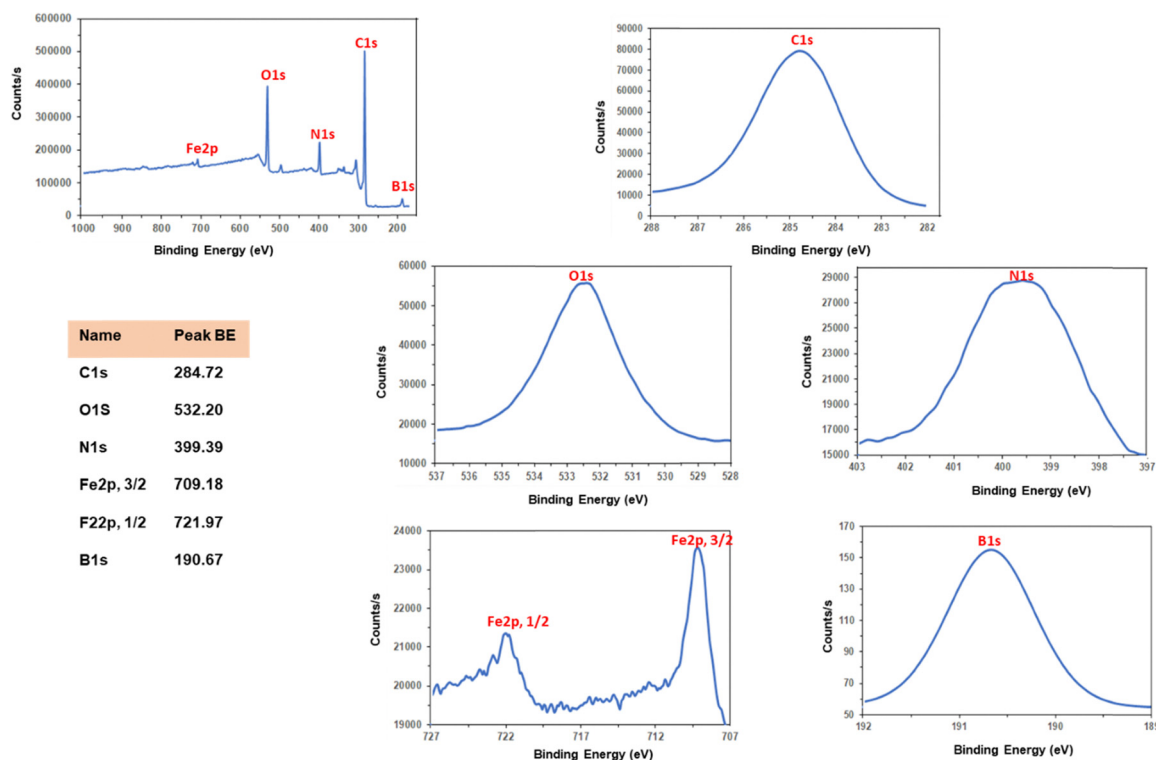 600000
500000
400000
300000
200000
100000
0
Counts/s
C1s
O1s
N1s
Fe2p
B1s
1000 900 800 700 600 500 400 300 200
Binding Energy (eV)
90000
80000
70000
60000
50000
40000
30000
20000
10000
0
Counts/s
C1s
288 287 286 285 284 283 282
Binding Energy (eV)
Name Peak BE
C1s 284.72
O1S 532.20
N1s 399.39
Fe2p, 3/2 709.18
F22p, 1/2 721.97
B1s 190.67
60000
50000
40000
30000
20000
10000
Counts/s
O1s
537 536 535 534 533 532 531 530 529 528
Binding Energy (eV)
29000
27000
25000
23000
21000
19000
17000
15000
Counts/s
N1s
403 402 401 400 399 398 397
Binding Energy (eV)
24000
23000
22000
21000
20000
19000
Counts/s
Fe2p, 3/2
Fe2p, 1/2
727 722 717 712 707
Binding Energy (eV)
170
150
130
110
90
70
50
Counts/s
B1s
192 191 190 189
Binding Energy (eV)